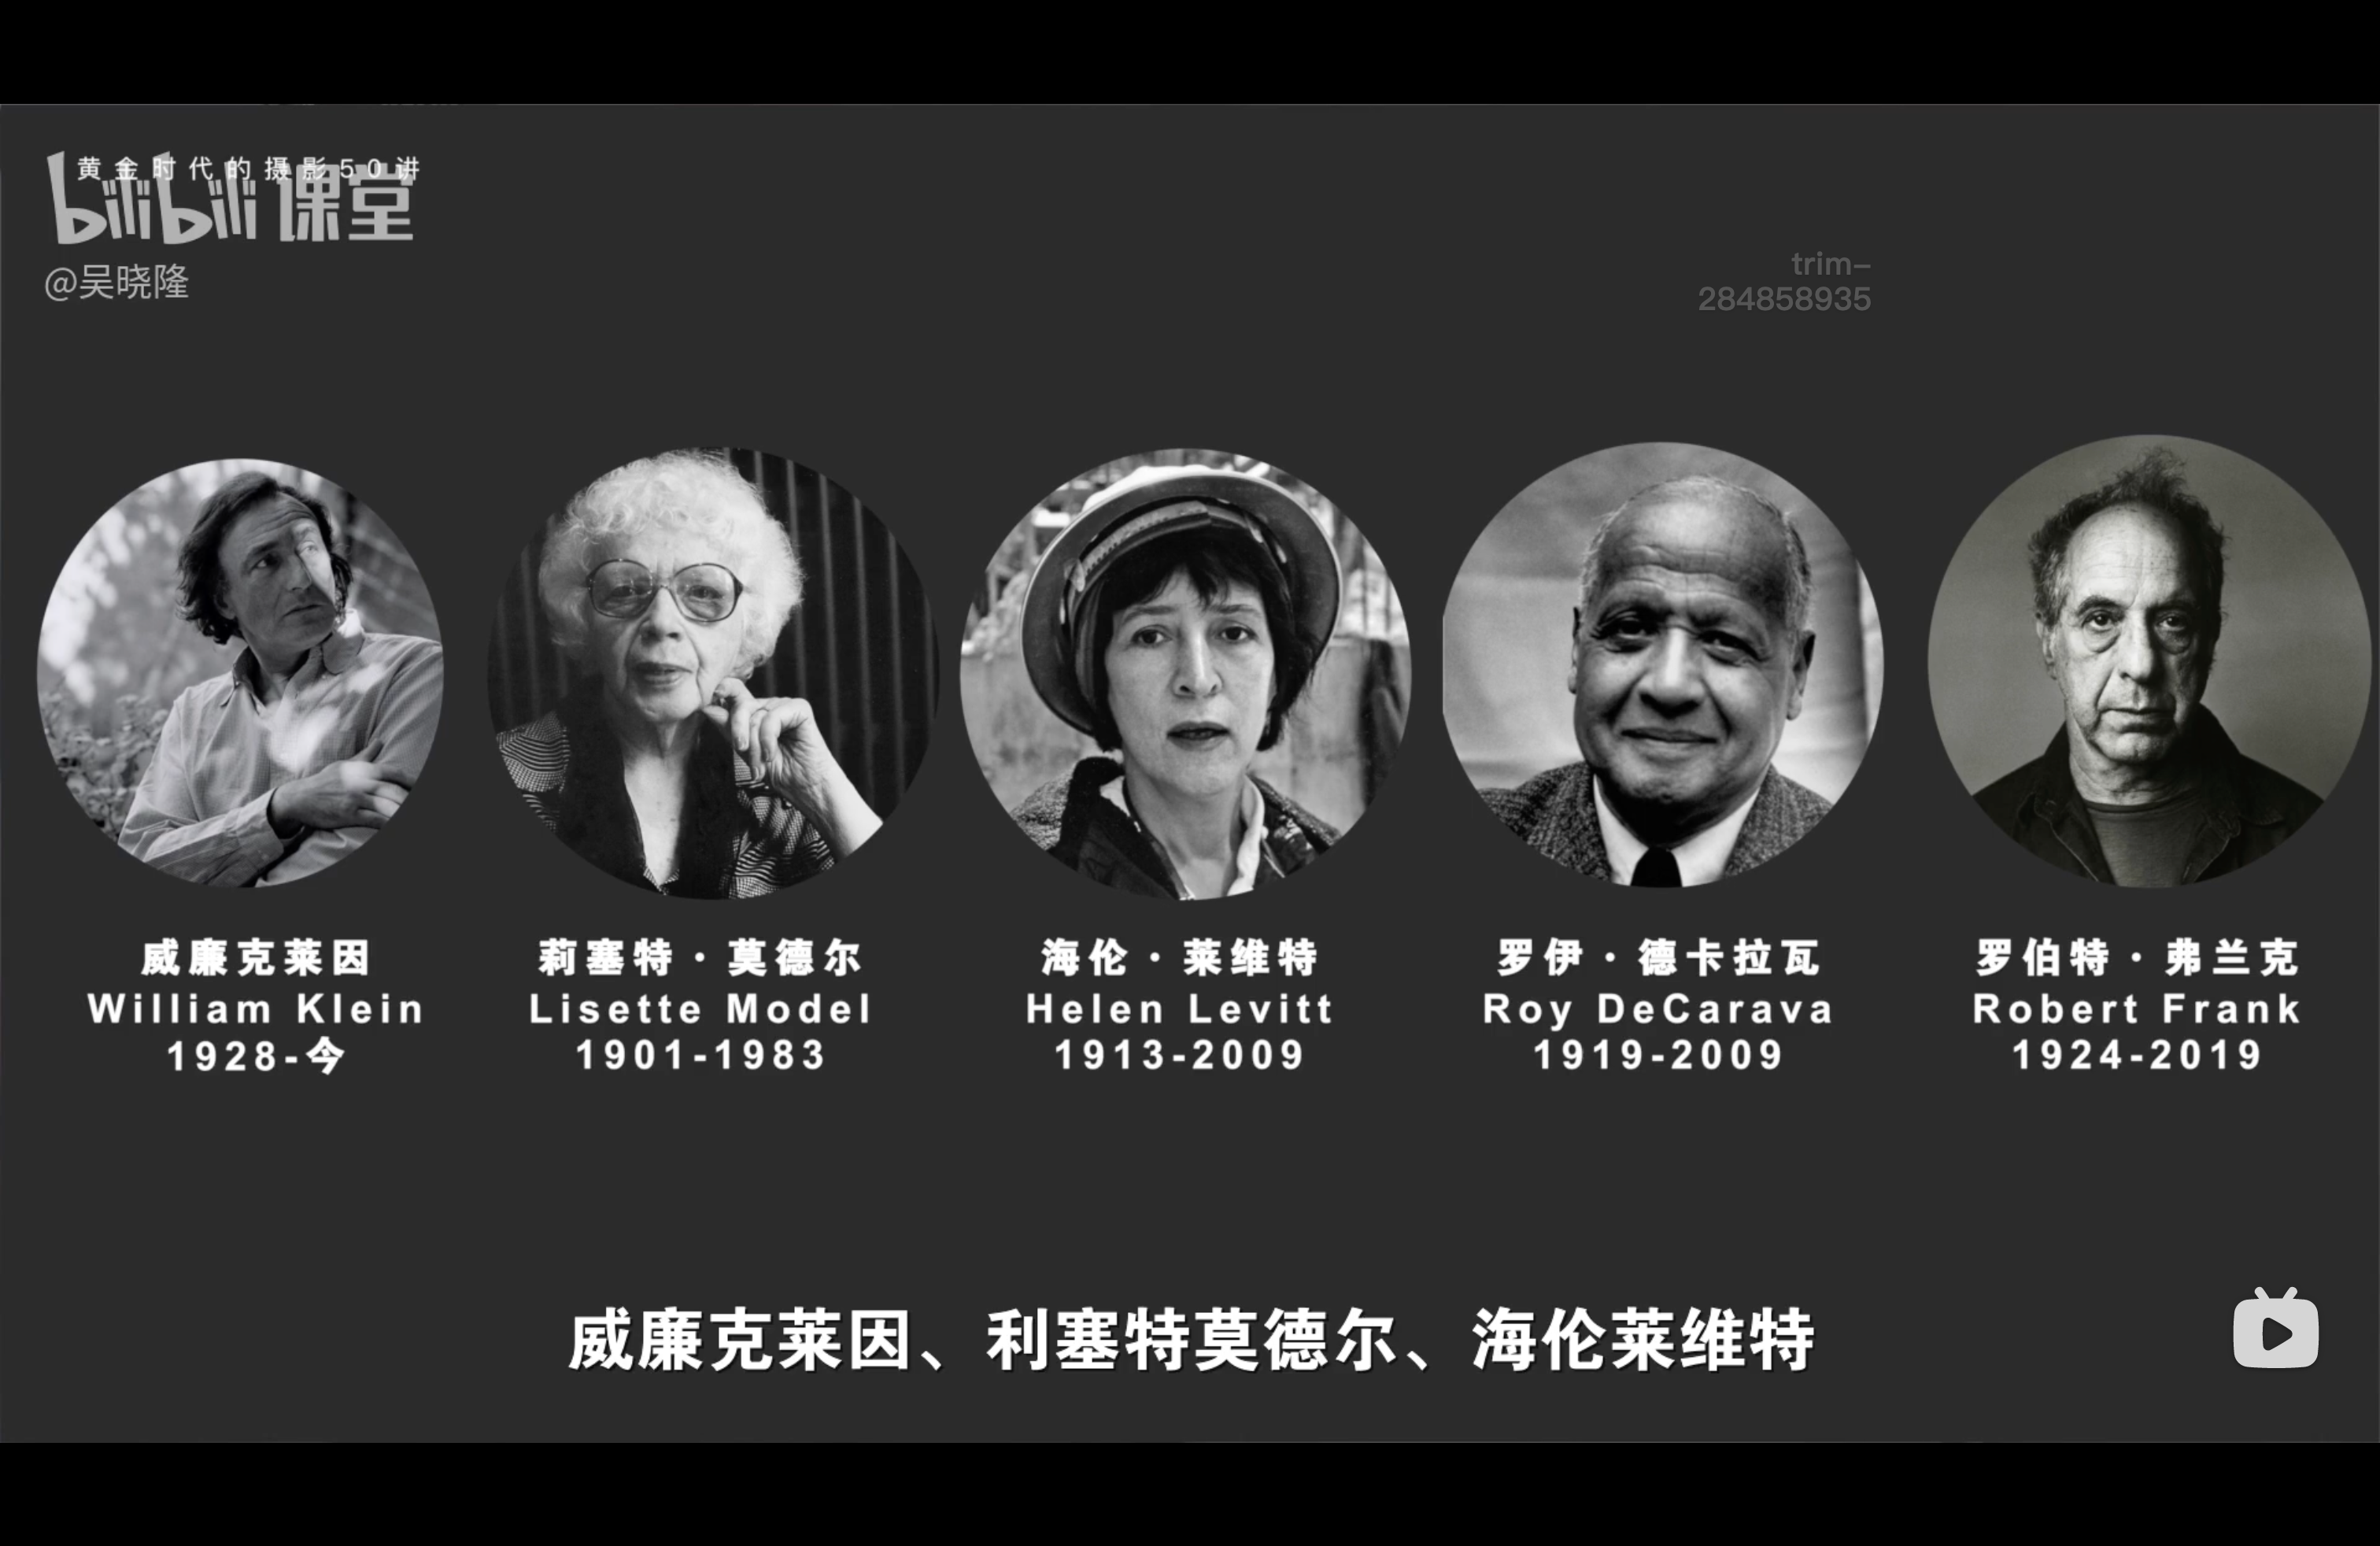 黄金时代的摄影50讲
bilibili课堂
@吴晓隆
trim-
284858935
威廉克莱因
William Klein
1928-今
莉塞特·莫德尔
Lisette Model
1901-1983
海伦·莱维特
Helen Levitt
1913-2009
罗伊·德卡拉瓦
Roy DeCarava
1919-2009
罗伯特·弗兰克
Robert Frank
1924-2019
威廉克莱因、利塞特莫德尔、海伦莱维特